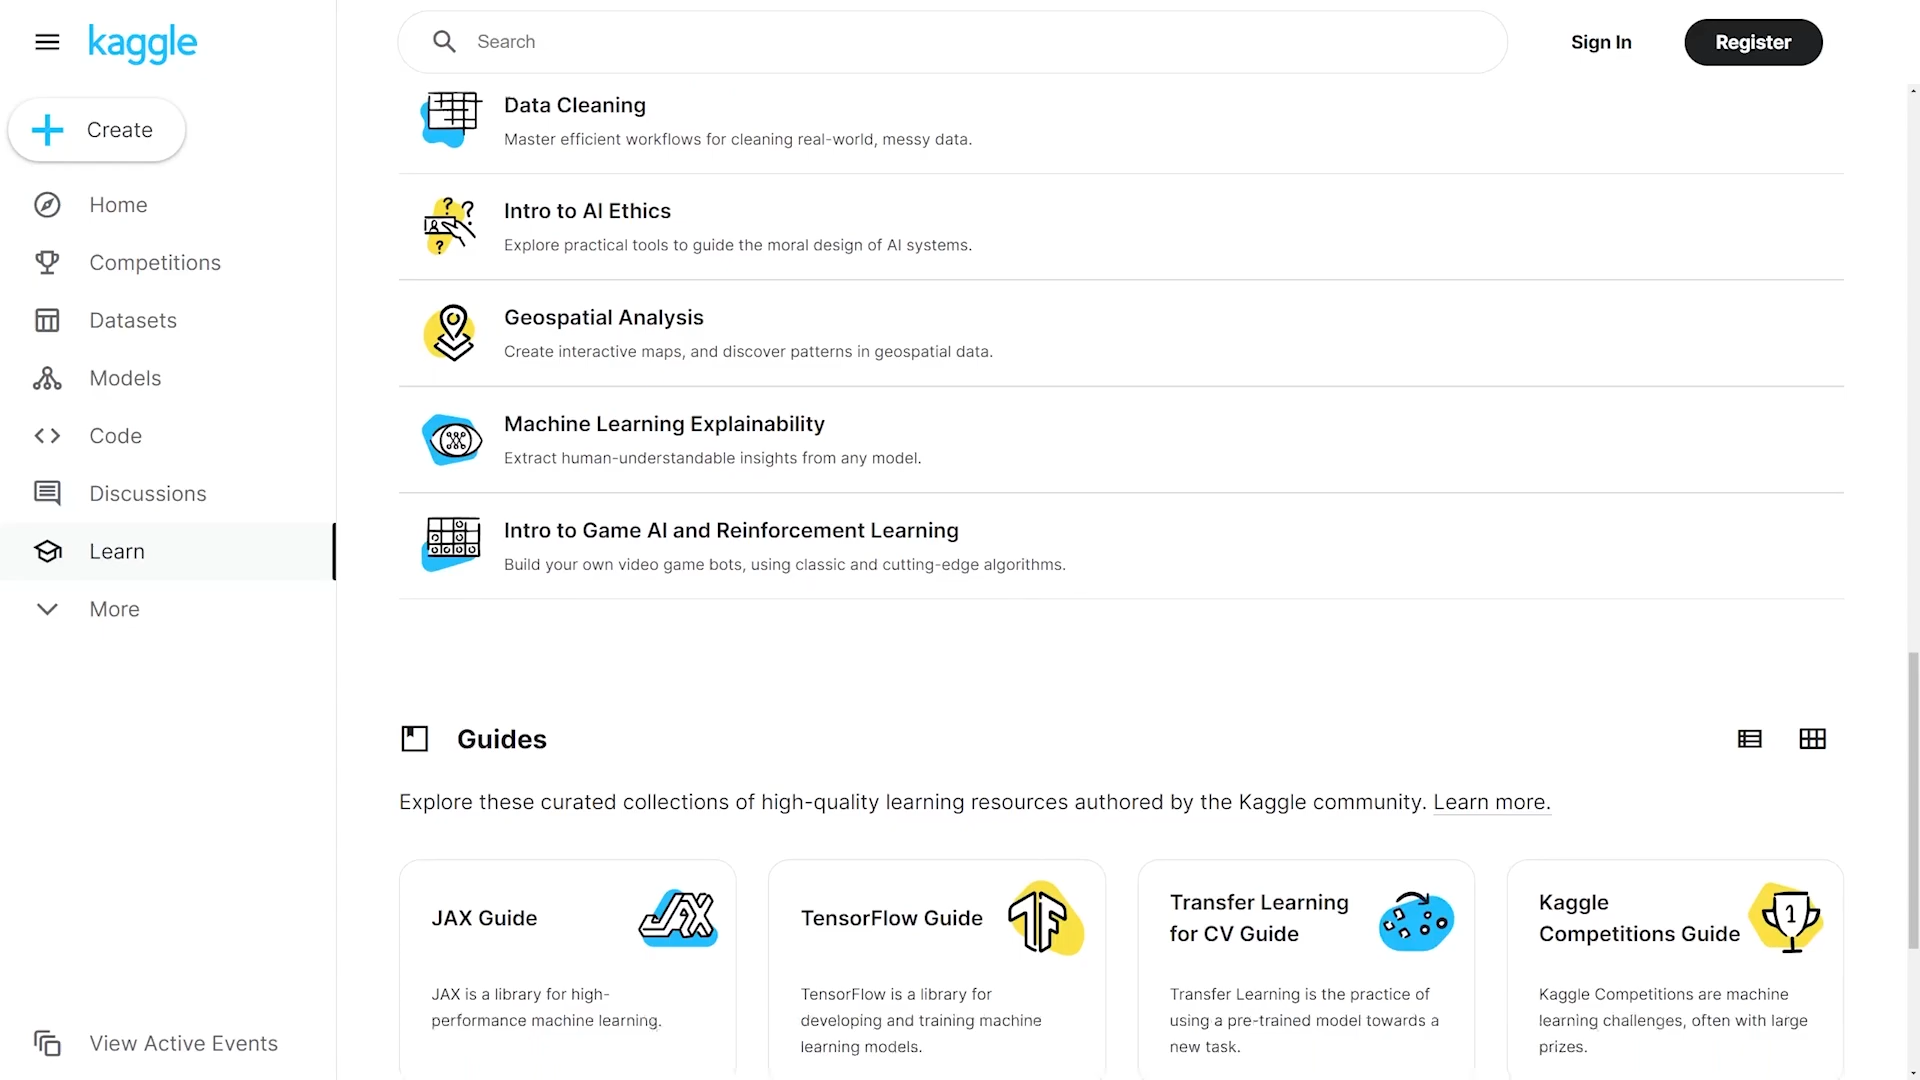 kaggle
Search
Sign In
Register
Create
Home
Competitions
Datasets
Models
Code
Discussions
Learn
More
View Active Events
Data Cleaning
Master efficient workflows for cleaning real-world, messy data.
Intro to AI Ethics
Explore practical tools to guide the moral design of AI systems.
Geospatial Analysis
Create interactive maps, and discover patterns in geospatial data.
Machine Learning Explainability
Extract human-understandable insights from any model.
Intro to Game AI and Reinforcement Learning
Build your own video game bots, using classic and cutting-edge algorithms.
Guides
Explore these curated collections of high-quality learning resources authored by the Kaggle community. Learn more.
JAX Guide
JAX
JAX is a library for high-
performance machine learning.
TensorFlow Guide
TensorFlow is a library for
developing and training machine
learning models.
Transfer Learning
for CV Guide
Transfer Learning is the practice of
using a pre-trained model towards a
new task.
Kaggle
Competitions Guide
1
Kaggle Competitions are machine
learning challenges, often with large
prizes.